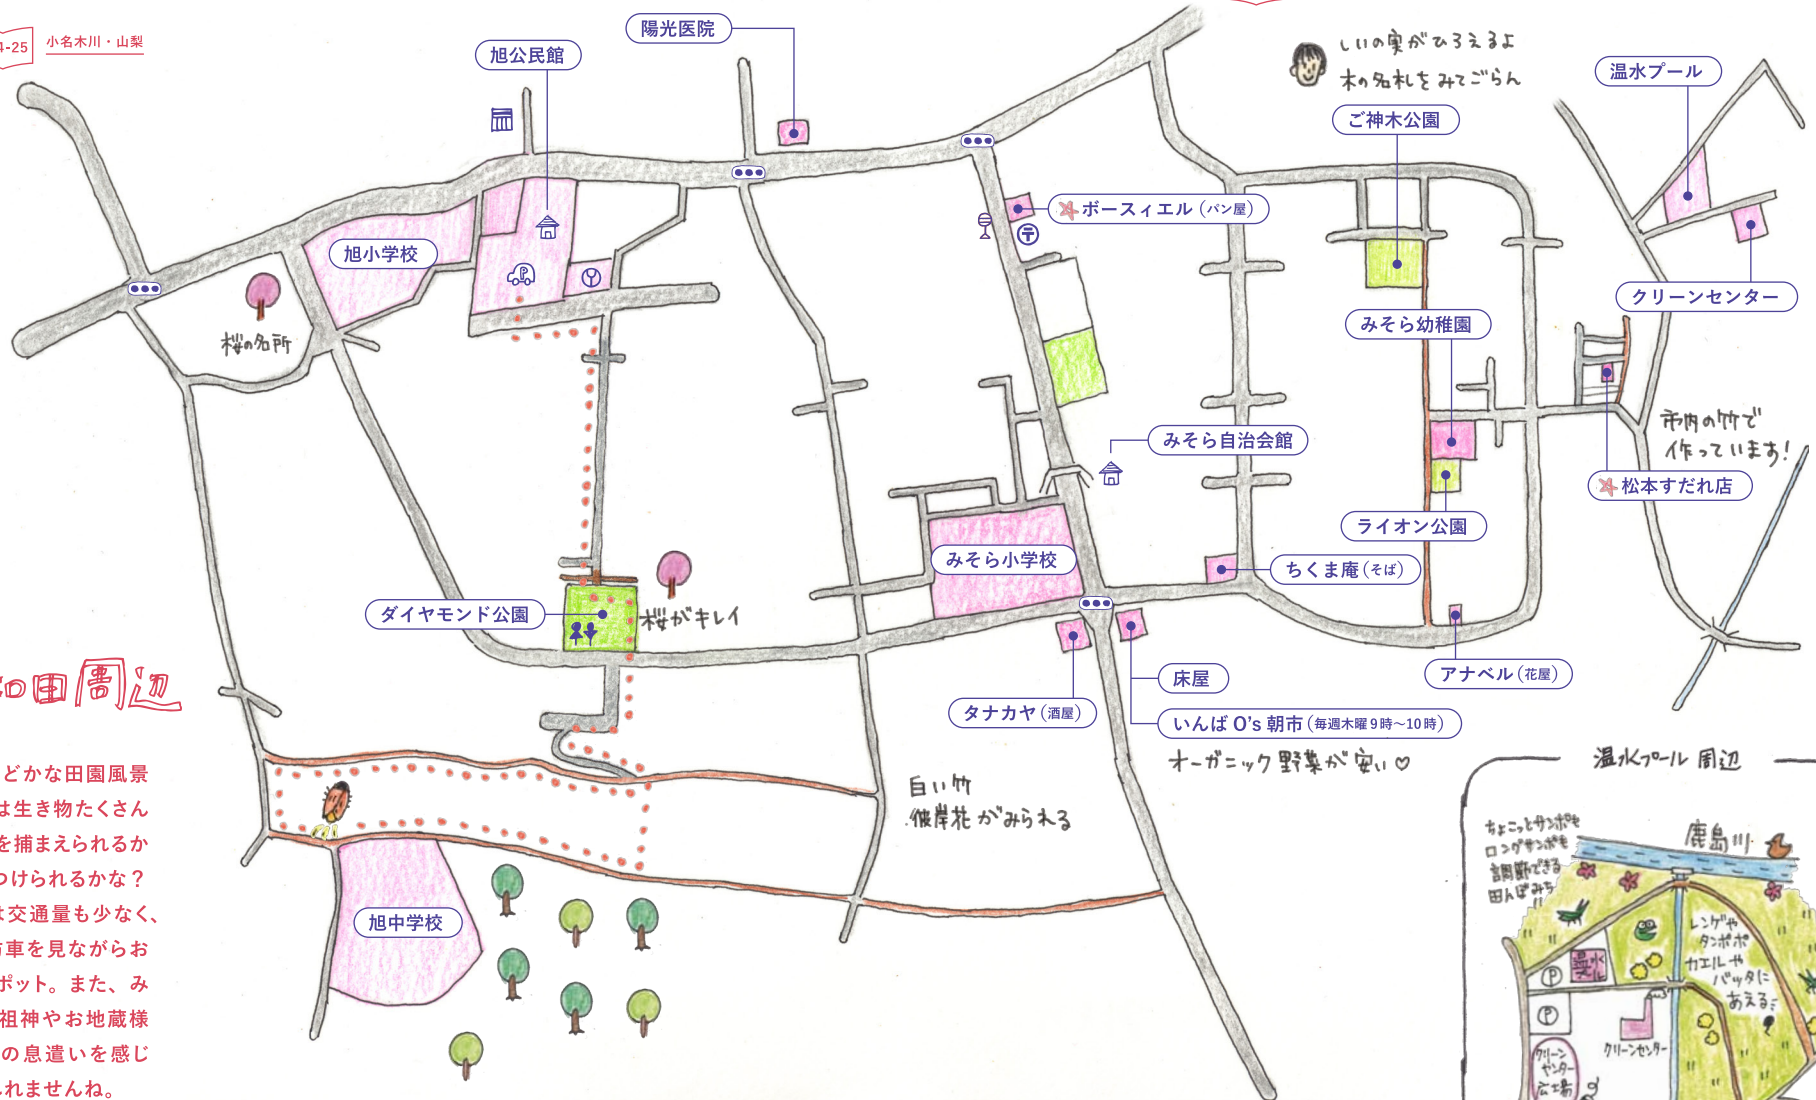 4-25
小名木川・山梨
陽光医院
旭公民館
しいの実がひろえるよ
木の名札をみてごらん
温水プール
ご神木公園
ボースィエル（パン屋）
旭小学校
クリーンセンター
桜の名所
みそら幼稚園
市内の竹で
作っています！
みそら自治会館
松本すだれ店
ライオン公園
みそら小学校
ちくま庵（そば）
ダイヤモンド公園
桜がキレイ
アナベル（花屋）
床屋
タナカヤ（酒屋）
いんば O's 朝市（毎週木曜9時〜10時）
オーガニック野菜が安い♡
和田周辺
どかな田園風景
は生き物たくさん
を捕まえられるか
つけられるかな？
は交通量も少なく、
車を見ながらお
ポット。また、み
祖神やお地蔵様
の息遣いを感じ
れませんね。
白い竹
彼岸花がみられる
旭中学校
温水プール周辺
ちょこっとサンポも
ロングサンポも
調節できる
田んぼみち!!
鹿島川
レンゲや
タンポポ
カエルや
バッタに
あえる
P
温水
P
クリーンセンター
クリーン
センター
広場